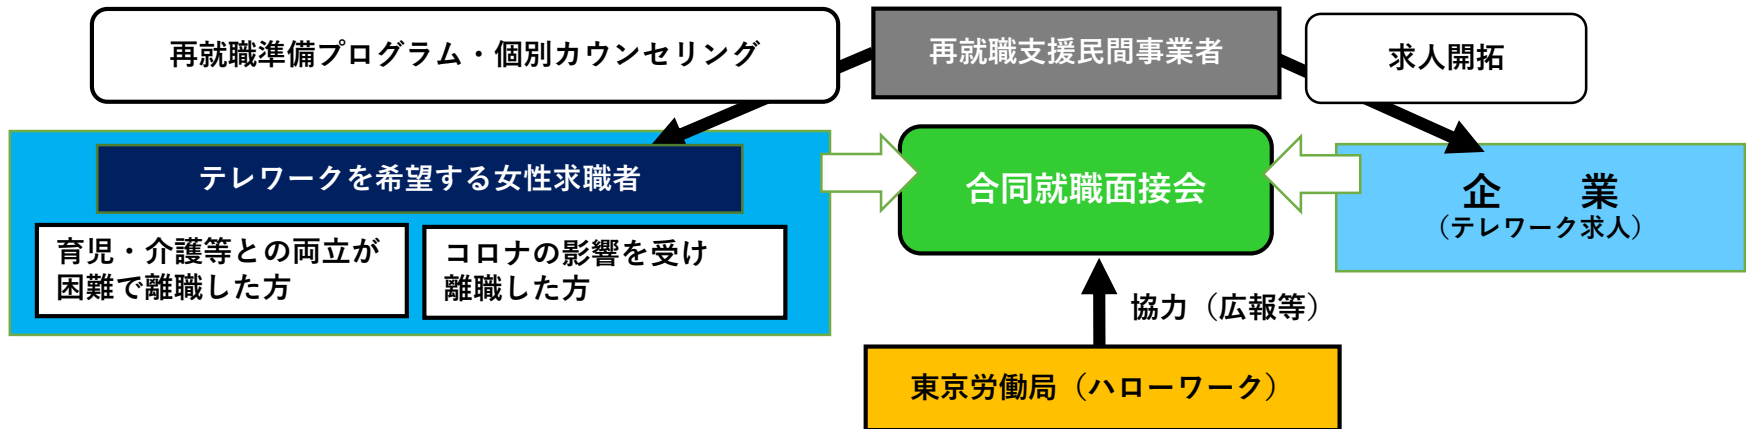 再就職準備プログラム・個別カウンセリング
再就職支援民間事業者
求人開拓
テレワークを希望する女性求職者
育児・介護等との両立が
困難で離職した方
コロナの影響を受け
離職した方
合同就職面接会
企　業
（テレワーク求人）
協力（広報等）
東京労働局（ハローワーク）